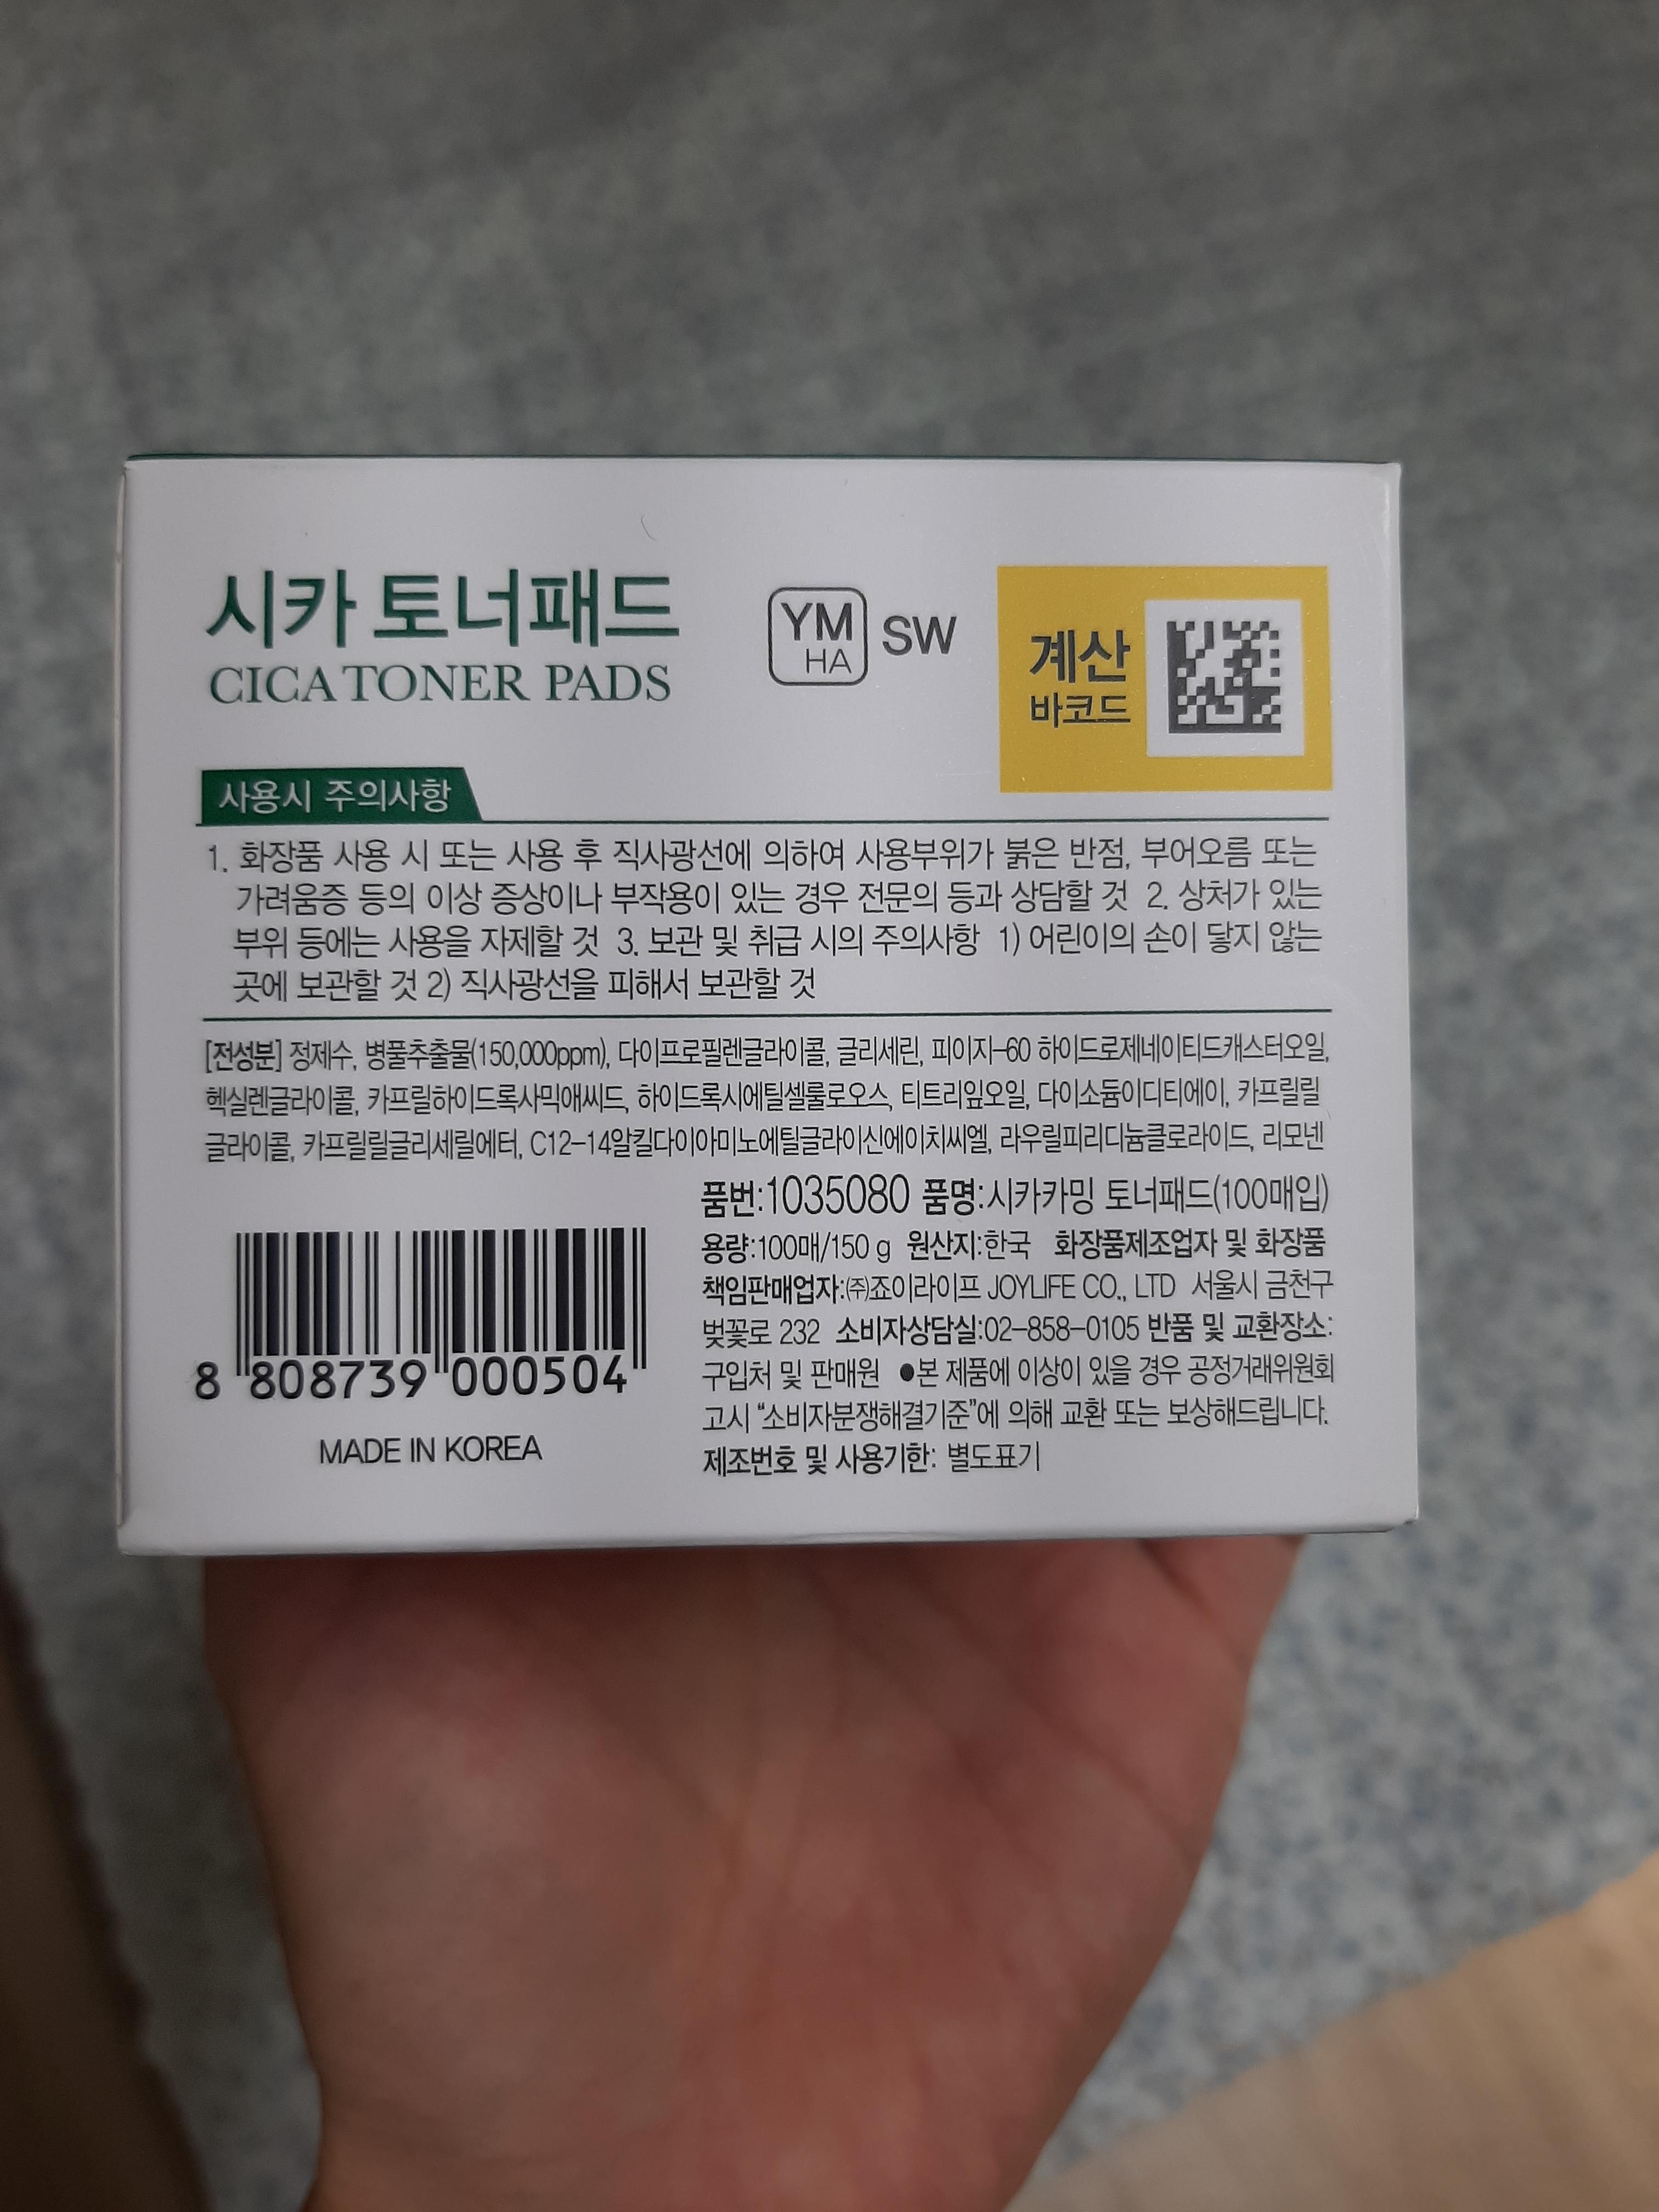 시카 토너패드
CICA TONER PADS
YM
HA
SW
계산
바코드
사용시 주의사항
1. 화장품 사용 시 또는 사용 후 직사광선에 의하여 사용부위가 붉은 반점, 부어오름 또는
가려움증 등의 이상 증상이나 부작용이 있는 경우 전문의 등과 상담할 것 2. 상처가 있는
부위 등에는 사용을 자제할 것 3. 보관 및 취급 시의 주의사항 1) 어린이의 손이 닿지 않는
곳에 보관할 것 2) 직사광선을 피해서 보관할 것
[전성분] 정제수, 병풀추출물(150,000ppm), 다이프로필렌글라이콜, 글리세린, 피이지-60 하이드로제네이티드캐스터오일,
헥실렌글라이콜, 카프릴하이드록사믹애씨드, 하이드록시에틸셀룰로오스, 티트리잎오일, 다이소듐이디티에이, 카프릴릴
글라이콜, 카프릴릴글리세릴에터, C12-14알킬다이아미노에틸글라이신에이치씨엘, 라우릴피리디늄클로라이드, 리모넨
품번:1035080 품명:시카카밍 토너패드(100매입)
용량:100매/150 g 원산지:한국 화장품제조업자 및 화장품
책임판매업자:㈜죠이라이프 JOYLIFE CO., LTD 서울시 금천구
벚꽃로 232 소비자상담실:02-858-0105 반품 및 교환장소:
구입처 및 판매원 ●본 제품에 이상이 있을 경우 공정거래위원회
고시 “소비자분쟁해결기준”에 의해 교환 또는 보상해드립니다.
제조번호 및 사용기한: 별도표기
8 808739 000504
MADE IN KOREA